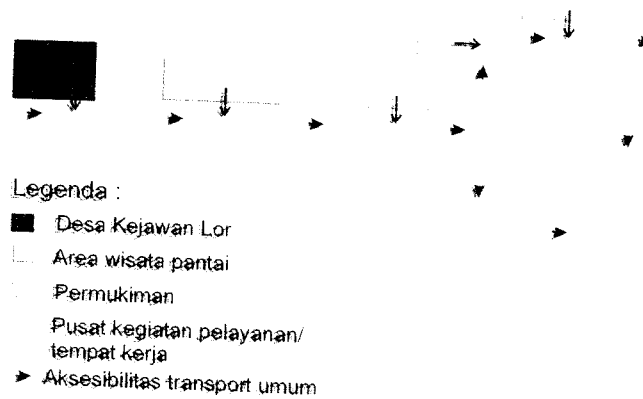 Legenda :
Desa Kejawan Lor
Area wisata pantai
Permukiman
Pusat kegiatan pelayanan/
tempat kerja
Aksesibilitas transport umum